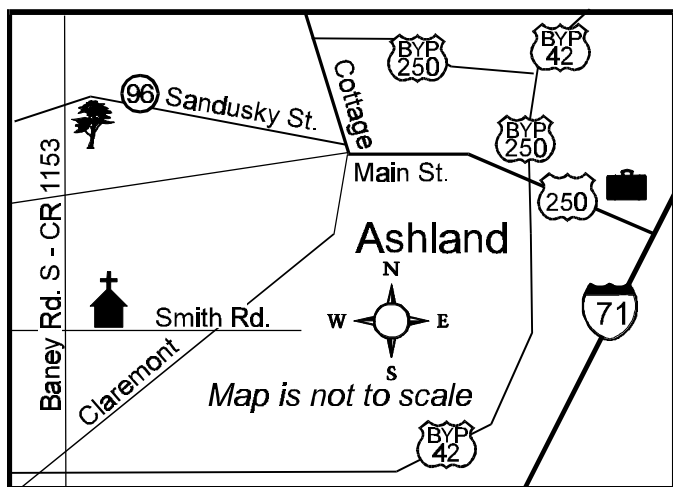 BYP
250
BYP
42
96
Sandusky St.
Cottage
BYP
250
Main St.
250
Baney Rd. S - CR 1153
Ashland
N
W
E
S
Smith Rd.
71
Claremont
Map is not to scale
BYP
42